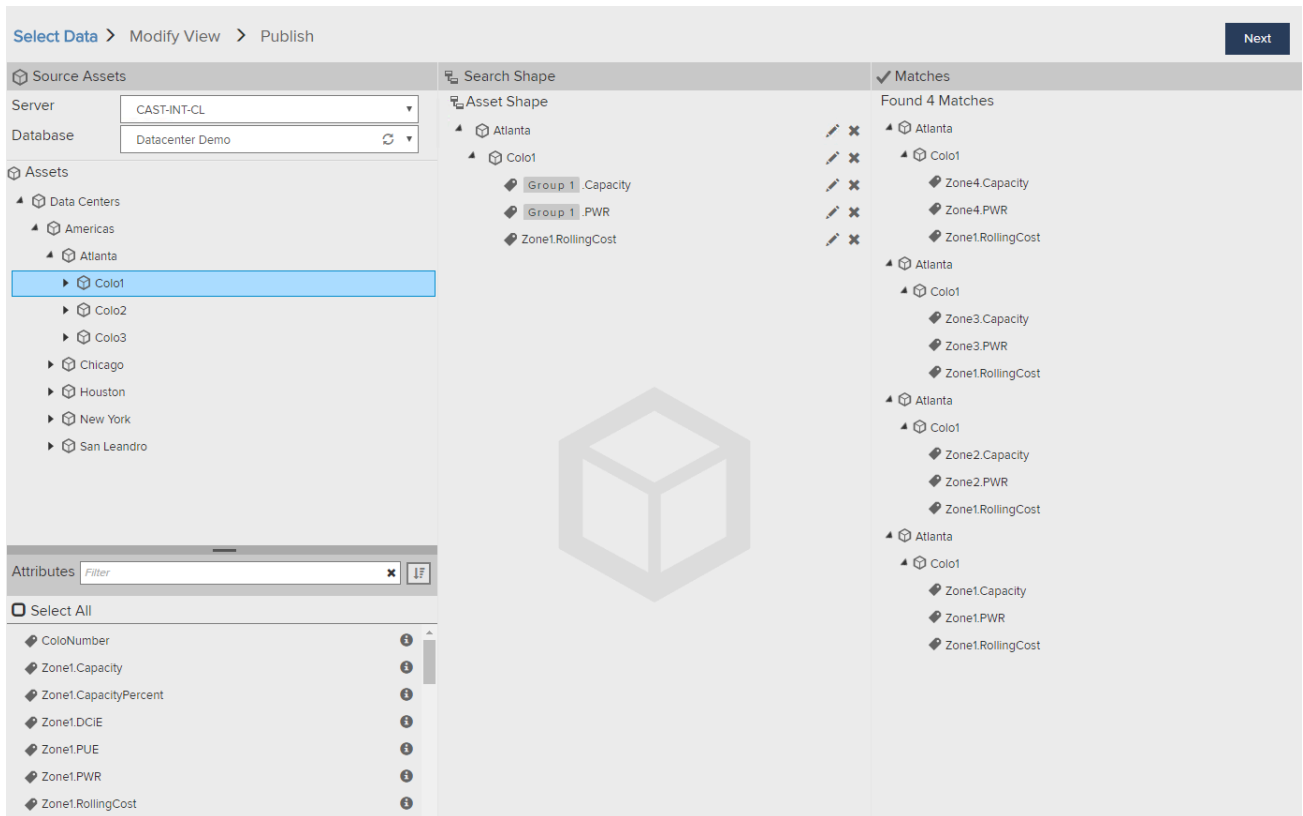 Select Data > Modify View > Publish
Next
Source Assets
Server
CAST-INT-CL
Database
Datacenter Demo
Assets
Data Centers
Americas
Atlanta
Colo1
Colo2
Colo3
Chicago
Houston
New York
San Leandro
Attributes
Filter
Select All
ColoNumber
Zone1.Capacity
Zone1.CapacityPercent
Zone1.DCiE
Zone1.PUE
Zone1.PWR
Zone1.RollingCost
Search Shape
Asset Shape
Atlanta
Colo1
Group 1 .Capacity
Group 1 .PWR
Zone1.RollingCost
Matches
Found 4 Matches
Atlanta
Colo1
Zone4.Capacity
Zone4.PWR
Zone1.RollingCost
Atlanta
Colo1
Zone3.Capacity
Zone3.PWR
Zone1.RollingCost
Atlanta
Colo1
Zone2.Capacity
Zone2.PWR
Zone1.RollingCost
Atlanta
Colo1
Zone1.Capacity
Zone1.PWR
Zone1.RollingCost